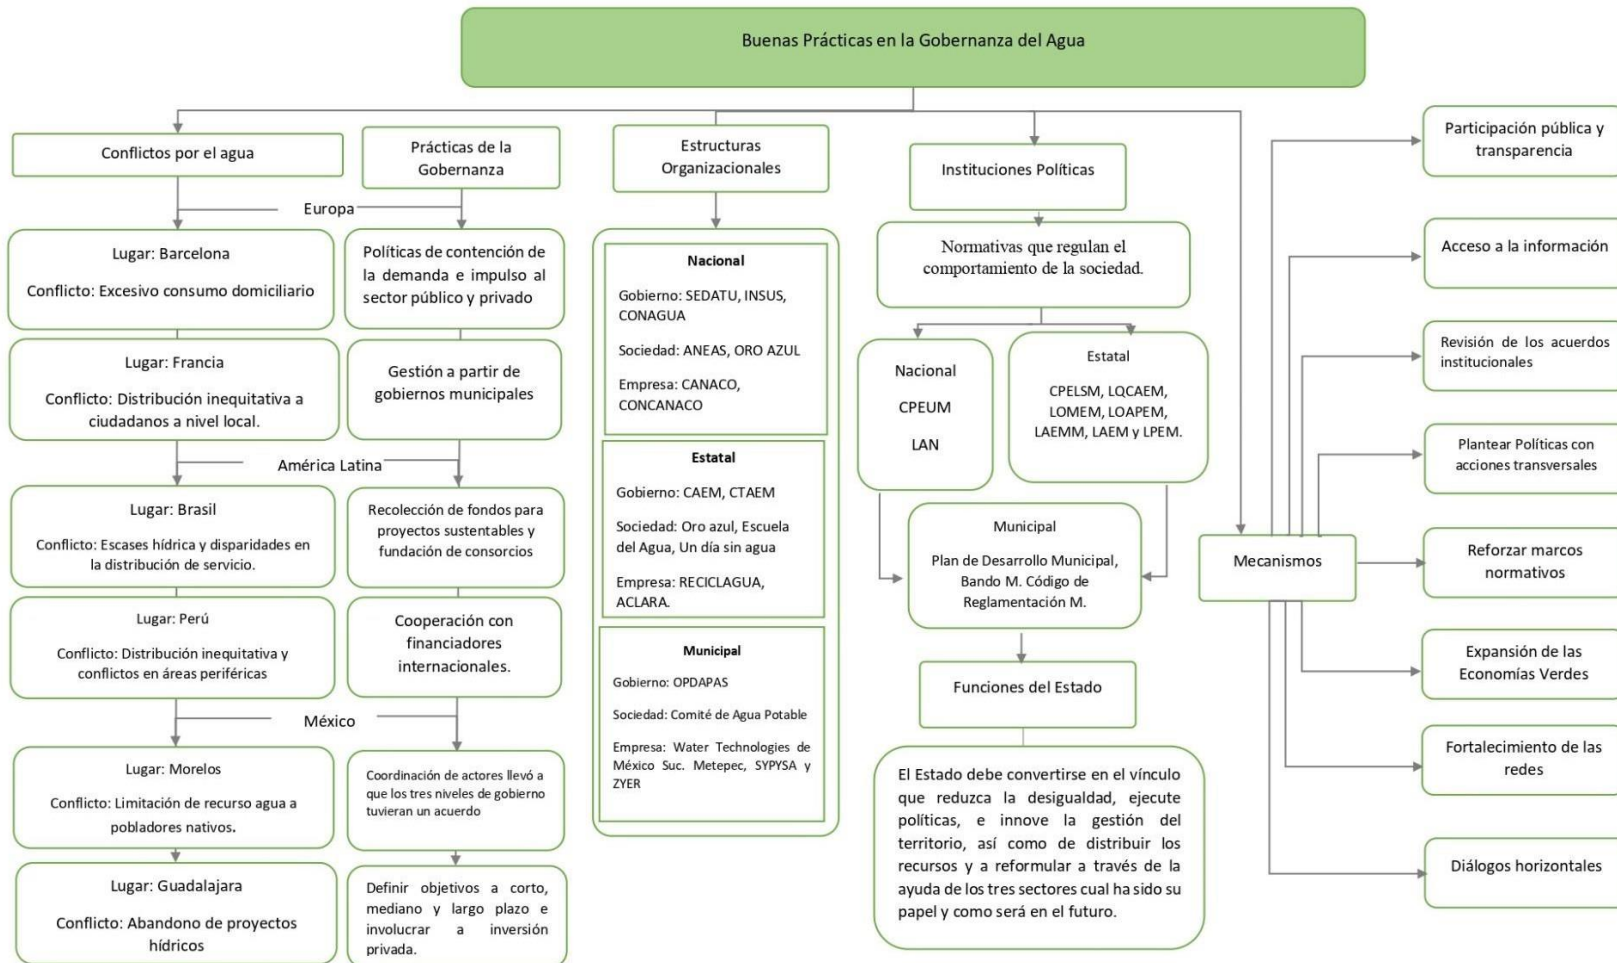 Buenas Prácticas en la Gobernanza del Agua
Conflictos por el agua
Prácticas de la
Gobernanza
Europa
Lugar: Barcelona
Conflicto: Excesivo consumo domiciliario
Políticas de contención de
la demanda e impulso al
sector público y privado
Lugar: Francia
Conflicto: Distribución inequitativa a
ciudadanos a nivel local.
Gestión a partir de
gobiernos municipales
América Latina
Lugar: Brasil
Conflicto: Escases hídrica y disparidades en
la distribución de servicio.
Recolección de fondos para
proyectos sustentables y
fundación de consorcios
Lugar: Perú
Conflicto: Distribución inequitativa y
conflictos en áreas periféricas
Cooperación con
financiadores
internacionales.
México
Lugar: Morelos
Conflicto: Limitación de recurso agua a
pobladores nativos.
Coordinación de actores llevó a
que los tres niveles de gobierno
tuvieran un acuerdo
Lugar: Guadalajara
Conflicto: Abandono de proyectos
hídricos
Definir objetivos a corto,
mediano y largo plazo e
involucrar a inversión
privada.
Estructuras
Organizacionales
Nacional
Gobierno: SEDATU, INSUS,
CONAGUA
Sociedad: ANEAS, ORO AZUL
Empresa: CANACO,
CONCANACO
Estatal
Gobierno: CAEM, CTAEM
Sociedad: Oro azul, Escuela
del Agua, Un día sin agua
Empresa: RECICLAGUA,
ACLARA.
Municipal
Gobierno: OPDAPAS
Sociedad: Comité de Agua Potable
Empresa: Water Technologies de
México Suc. Metepec, SYPYSA y
ZYER
Instituciones Políticas
Normativas que regulan el
comportamiento de la sociedad.
Nacional
CPEUM
LAN
Estatal
CPELSM, LQCAEM,
LOMEM, LOAPEM,
LAEMM, LAEM y LPEM.
Municipal
Plan de Desarrollo Municipal,
Bando M. Código de
Reglamentación M.
Funciones del Estado
El Estado debe convertirse en el vínculo
que reduzca la desigualdad, ejecute
políticas, e innove la gestión del
territorio, así como de distribuir los
recursos y a reformular a través de la
ayuda de los tres sectores cual ha sido su
papel y como será en el futuro.
Mecanismos
Participación pública y
transparencia
Acceso a la información
Revisión de los acuerdos
institucionales
Plantear Políticas con
acciones transversales
Reforzar marcos
normativos
Expansión de las
Economías Verdes
Fortalecimiento de las
redes
Diálogos horizontales